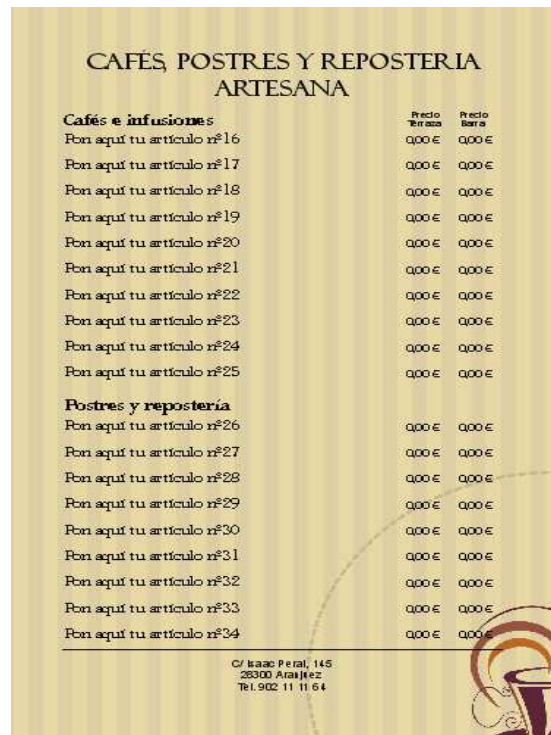 CAFÉS, POSTRES Y REPOSTERIA
ARTESANA
Cafés e infusiones Precio Terraza Precio Barra
Pon aquí tu artículo nº16 0,00 € 0,00 €
Pon aquí tu artículo nº17 0,00 € 0,00 €
Pon aquí tu artículo nº18 0,00 € 0,00 €
Pon aquí tu artículo nº19 0,00 € 0,00 €
Pon aquí tu artículo nº20 0,00 € 0,00 €
Pon aquí tu artículo nº21 0,00 € 0,00 €
Pon aquí tu artículo nº22 0,00 € 0,00 €
Pon aquí tu artículo nº23 0,00 € 0,00 €
Pon aquí tu artículo nº24 0,00 € 0,00 €
Pon aquí tu artículo nº25 0,00 € 0,00 €
Postres y repostería
Pon aquí tu artículo nº26 0,00 € 0,00 €
Pon aquí tu artículo nº27 0,00 € 0,00 €
Pon aquí tu artículo nº28 0,00 € 0,00 €
Pon aquí tu artículo nº29 0,00 € 0,00 €
Pon aquí tu artículo nº30 0,00 € 0,00 €
Pon aquí tu artículo nº31 0,00 € 0,00 €
Pon aquí tu artículo nº32 0,00 € 0,00 €
Pon aquí tu artículo nº33 0,00 € 0,00 €
Pon aquí tu artículo nº34 0,00 € 0,00 €
C/ Isaac Peral, 145
28300 Aranjuez
Tel. 902 11 11 64